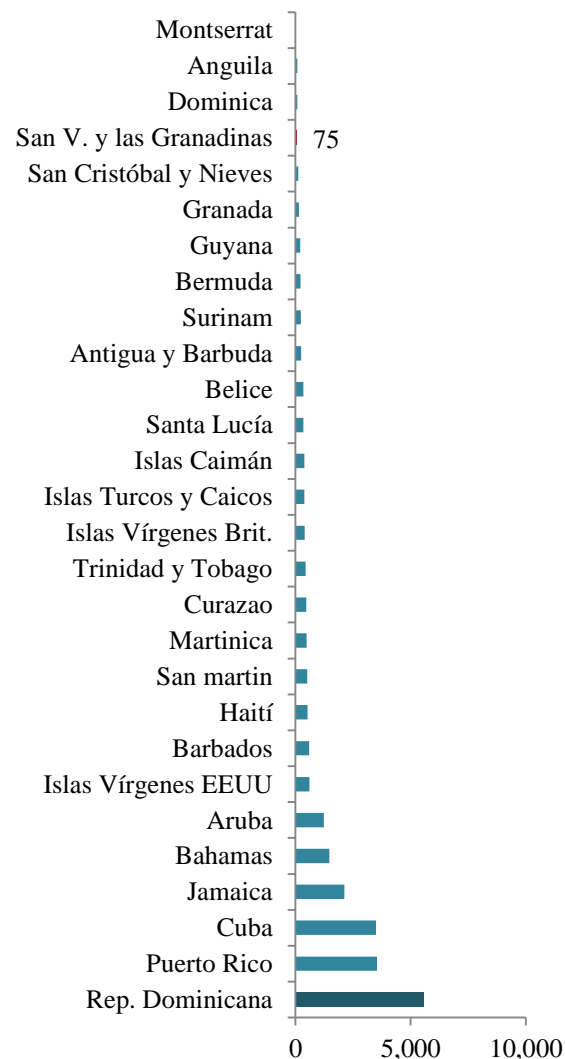 Montserrat
Anguila
Dominica
San V. y las Granadinas 75
San Cristóbal y Nieves
Granada
Guyana
Bermuda
Surinam
Antigua y Barbuda
Belice
Santa Lucía
Islas Caimán
Islas Turcos y Caicos
Islas Vírgenes Brit.
Trinidad y Tobago
Curazao
Martinica
San martin
Haití
Barbados
Islas Vírgenes EEUU
Aruba
Bahamas
Jamaica
Cuba
Puerto Rico
Rep. Dominicana
0 5,000 10,000